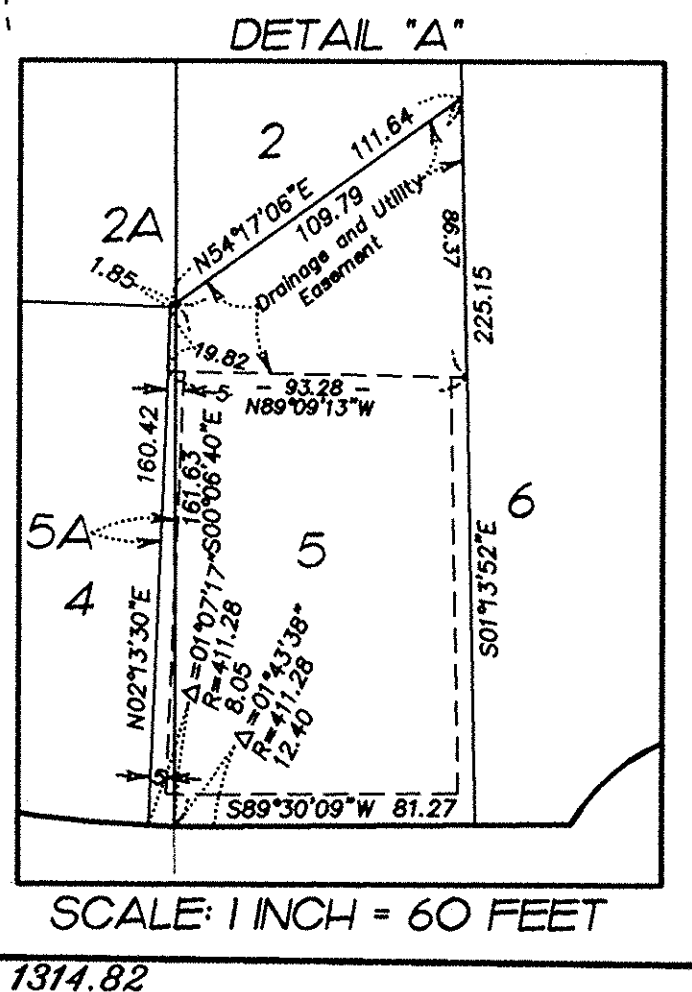 DETAIL "A"
2
111.64
N54°17'06"E
109.79
Drainage and Utility
Easement
2A
1.85
86.37
225.15
19.82
5
93.28
N89°09'13"W
160.42
161.63
S00°06'40"E
5A
5
6
4
N02°13'30"E
S01°13'52"E
Δ=01°07'17"
R=411.28
8.05
Δ=01°43'38"
R=411.28
12.40
5
S89°30'09"W 81.27
SCALE: 1 INCH = 60 FEET
1314.82